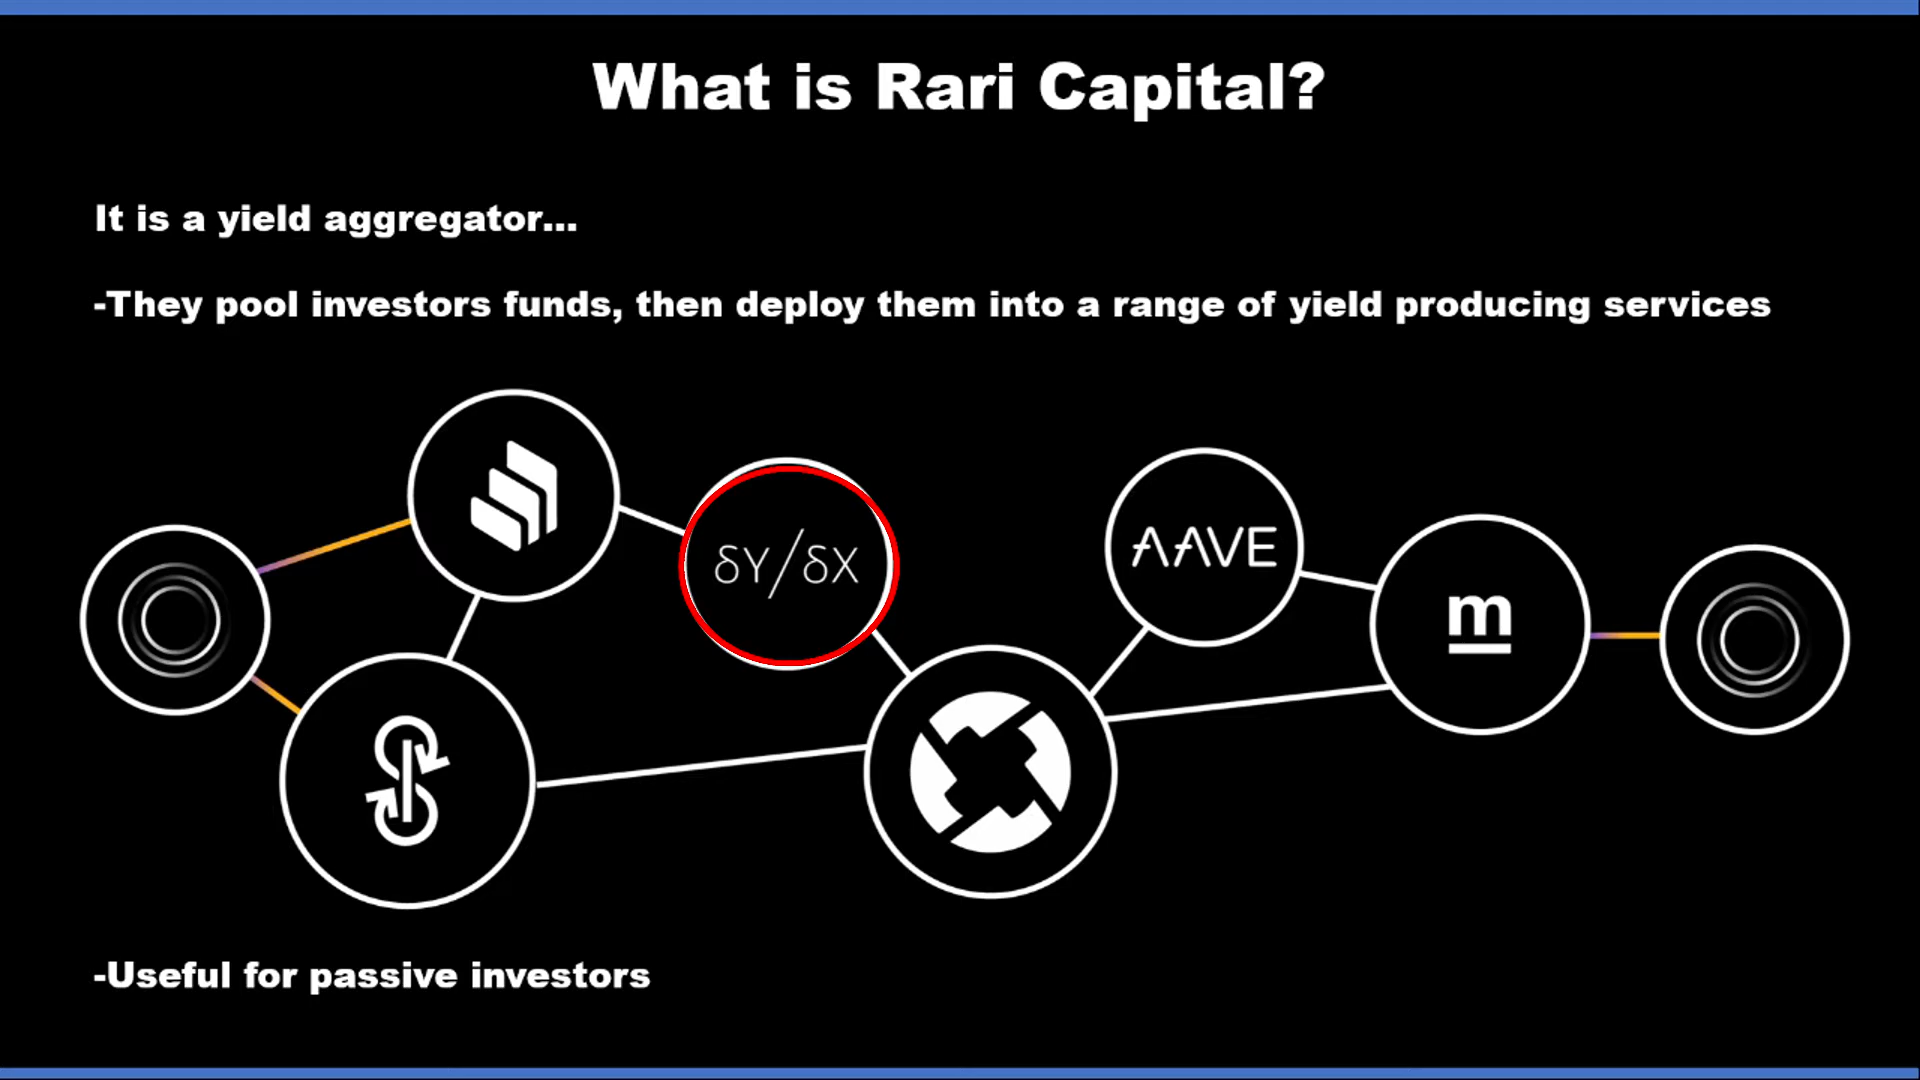 What is Rari Capital?
It is a yield aggregator...
-They pool investors funds, then deploy them into a range of yield producing services
δY/δX
AAVE
m
-Useful for passive investors